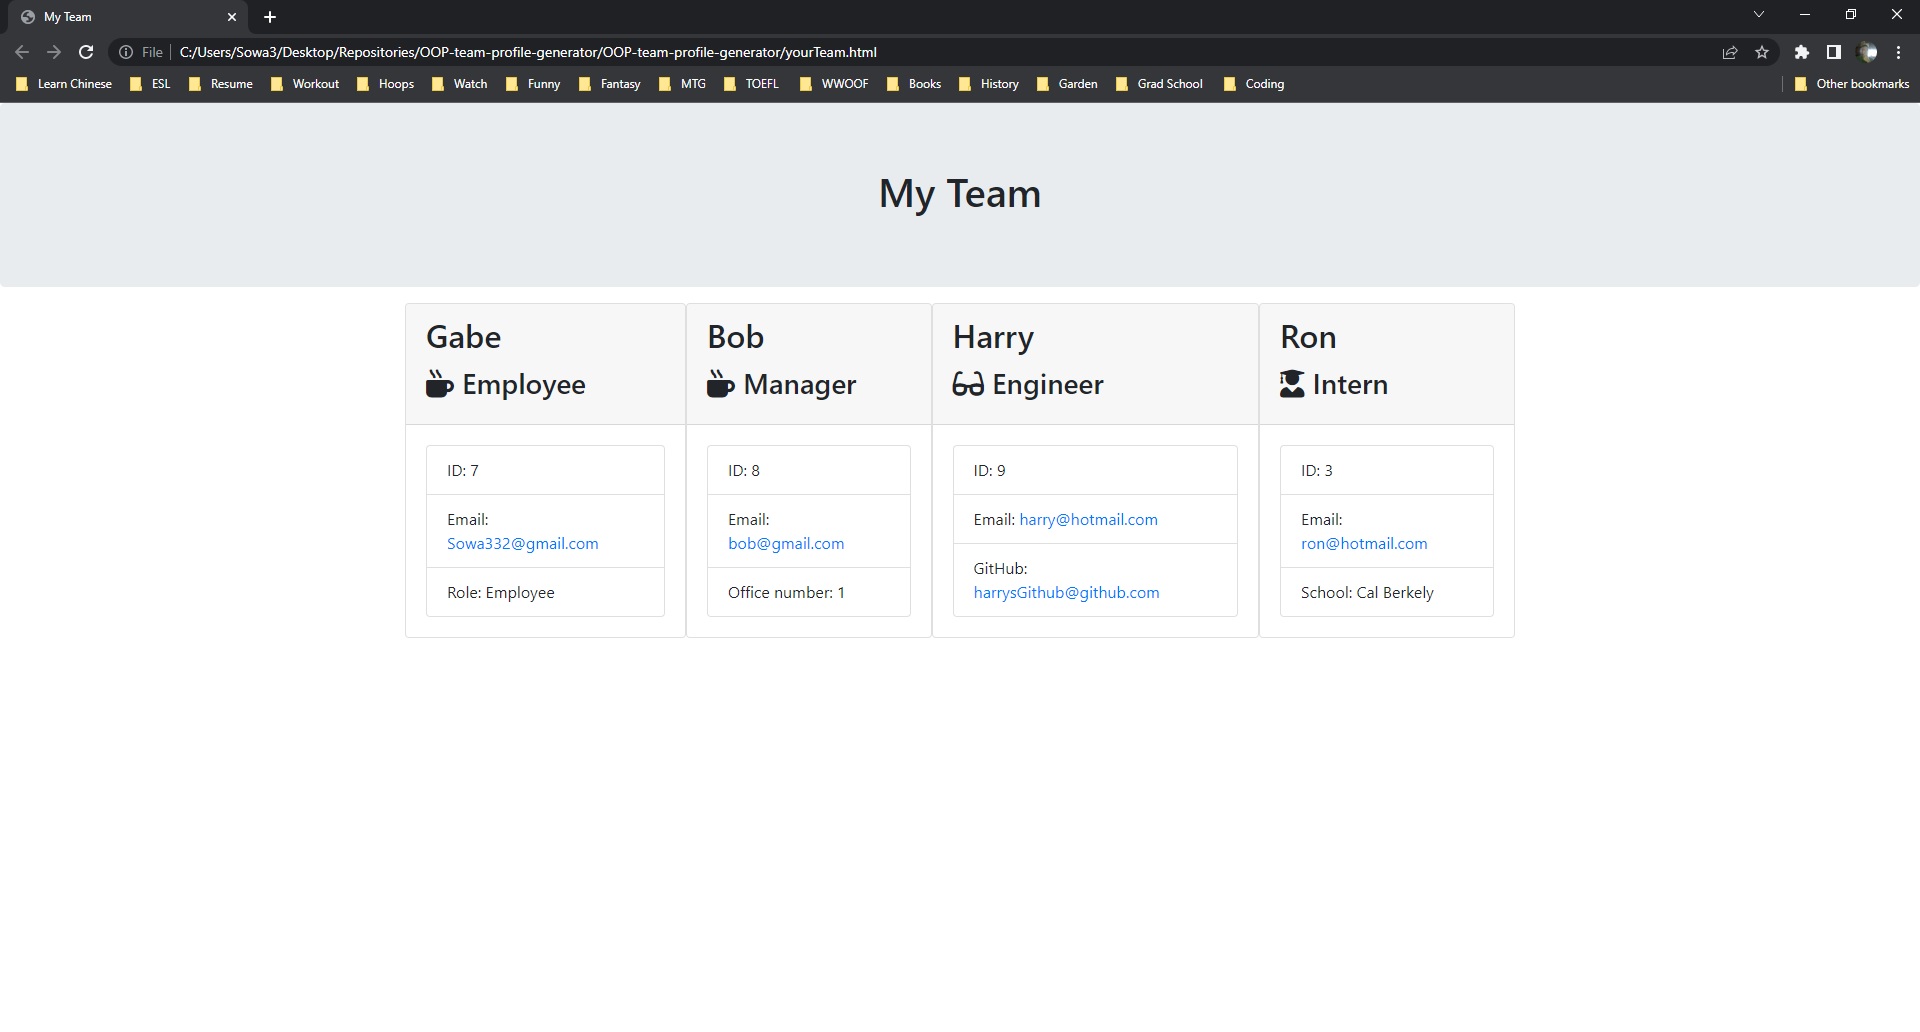 My Team
File
C:/Users/Sowa3/Desktop/Repositories/OOP-team-profile-generator/OOP-team-profile-generator/yourTeam.html
Learn Chinese ESL Resume Workout Hoops Watch Funny Fantasy MTG TOEFL WWOOF Books History Garden Grad School Coding Other bookmarks
My Team
Gabe
Employee
ID: 7
Email:
Sowa332@gmail.com
Role: Employee
Bob
Manager
ID: 8
Email:
bob@gmail.com
Office number: 1
Harry
Engineer
ID: 9
Email: harry@hotmail.com
GitHub:
harrysGithub@github.com
Ron
Intern
ID: 3
Email:
ron@hotmail.com
School: Cal Berkely